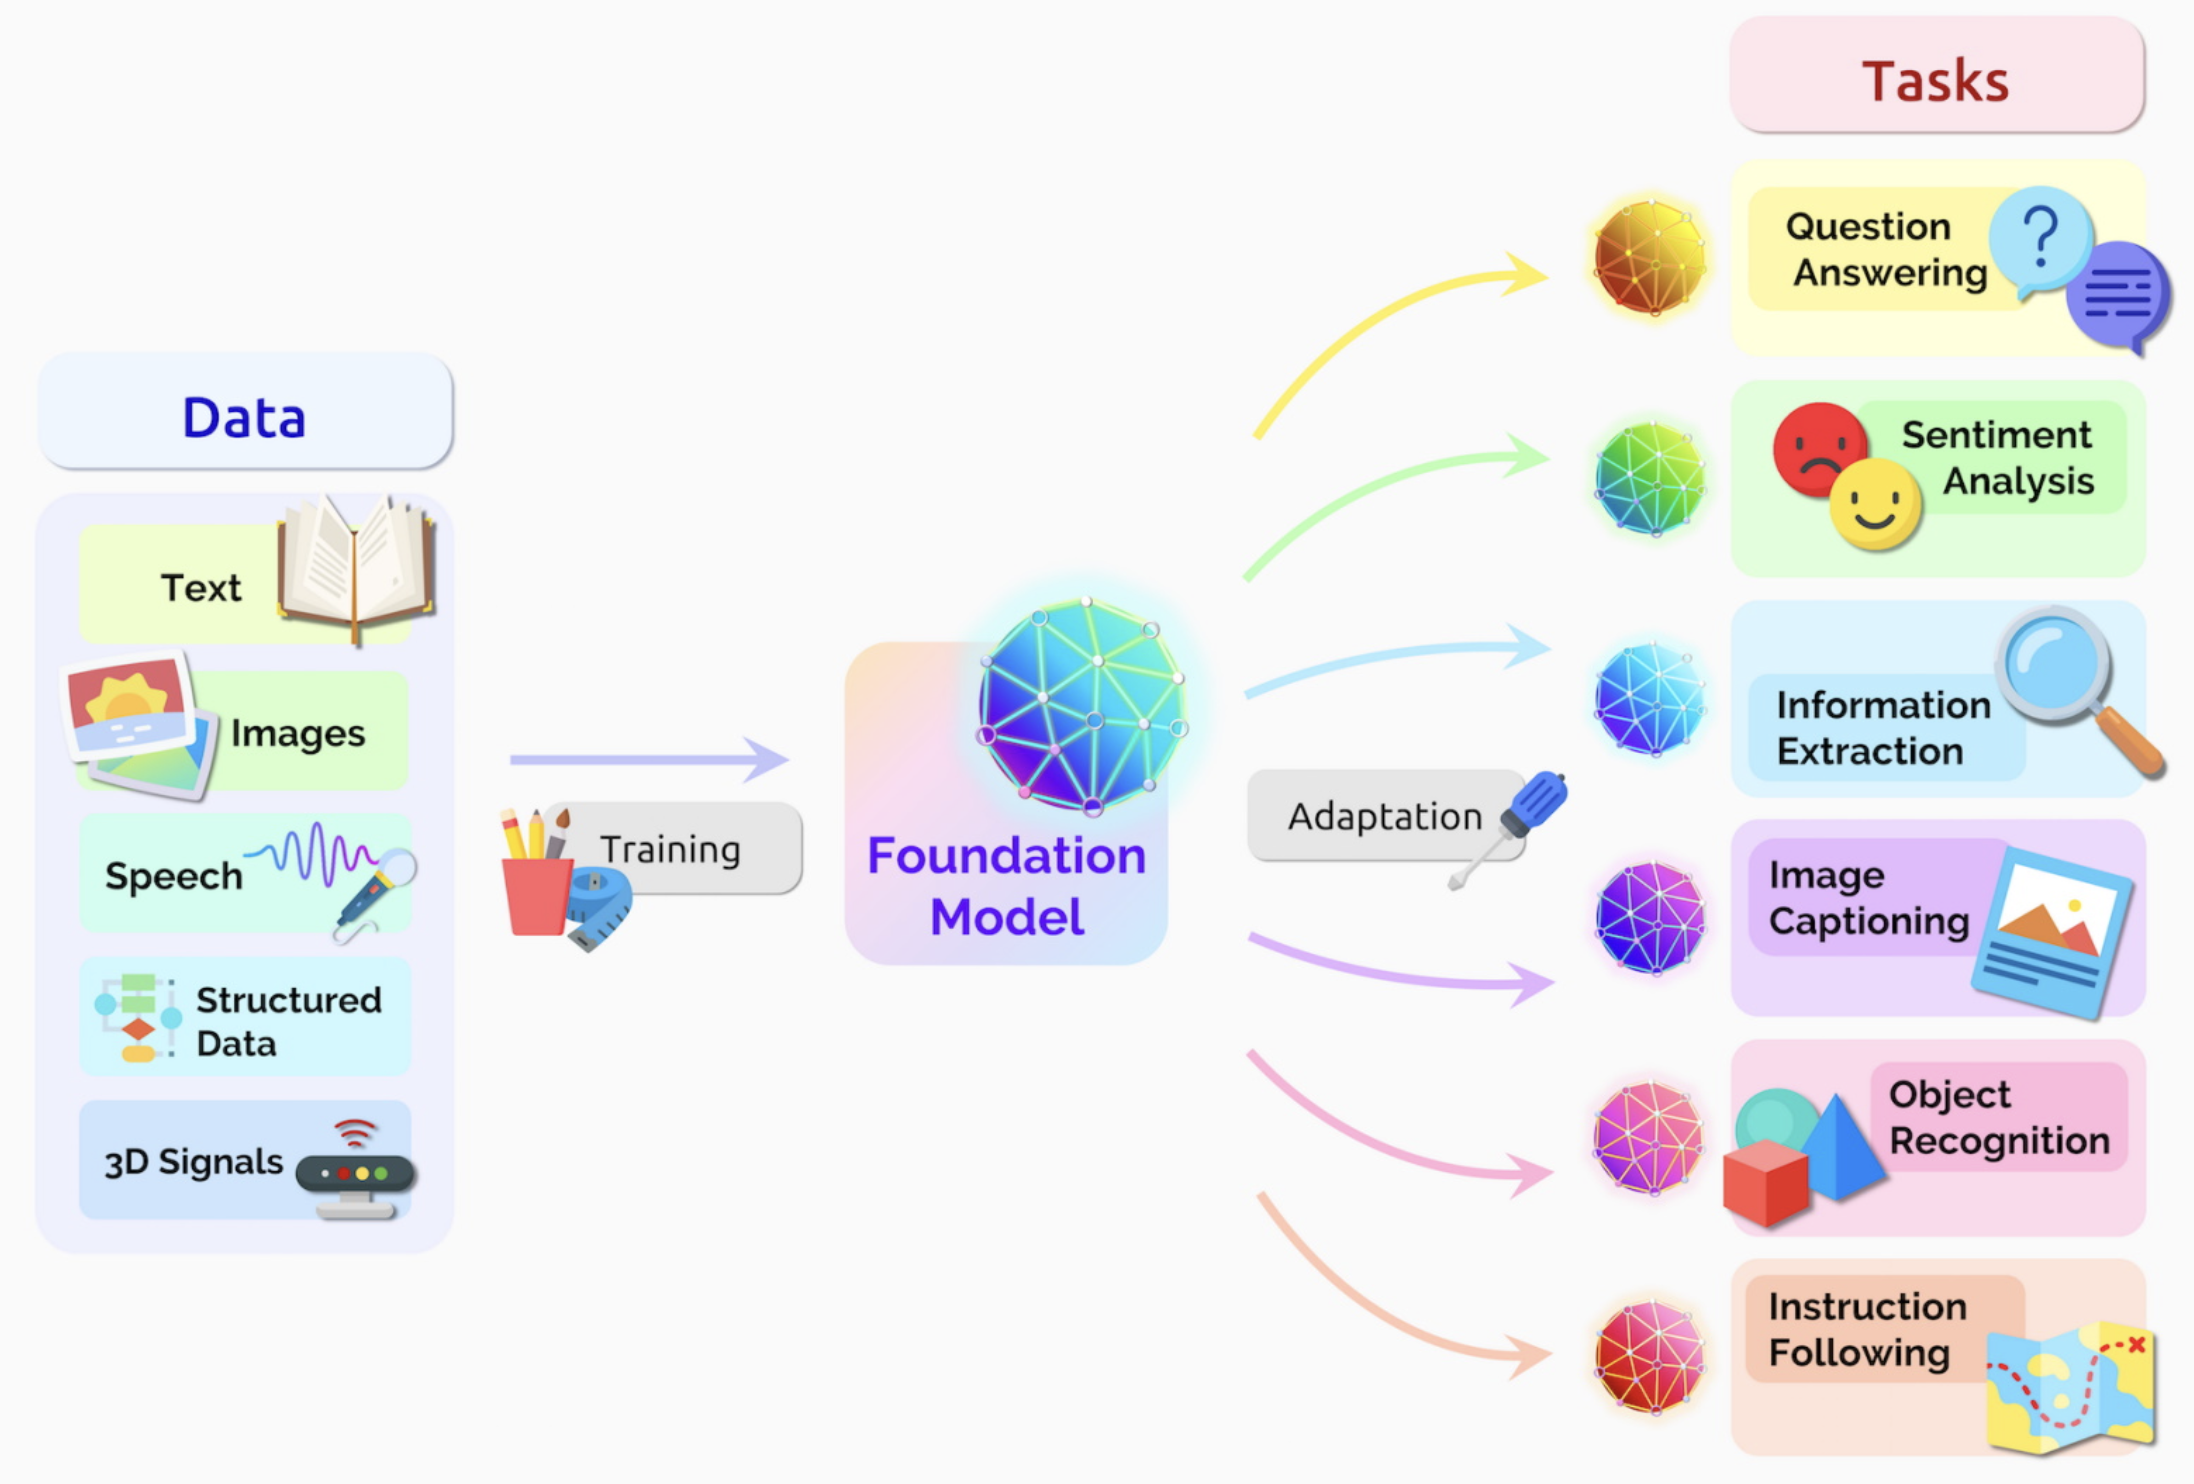 Data
Text
Images
Speech
Structured
Data
3D Signals
Training
Foundation
Model
Adaptation
Tasks
Question
Answering
Sentiment
Analysis
Information
Extraction
Image
Captioning
Object
Recognition
Instruction
Following